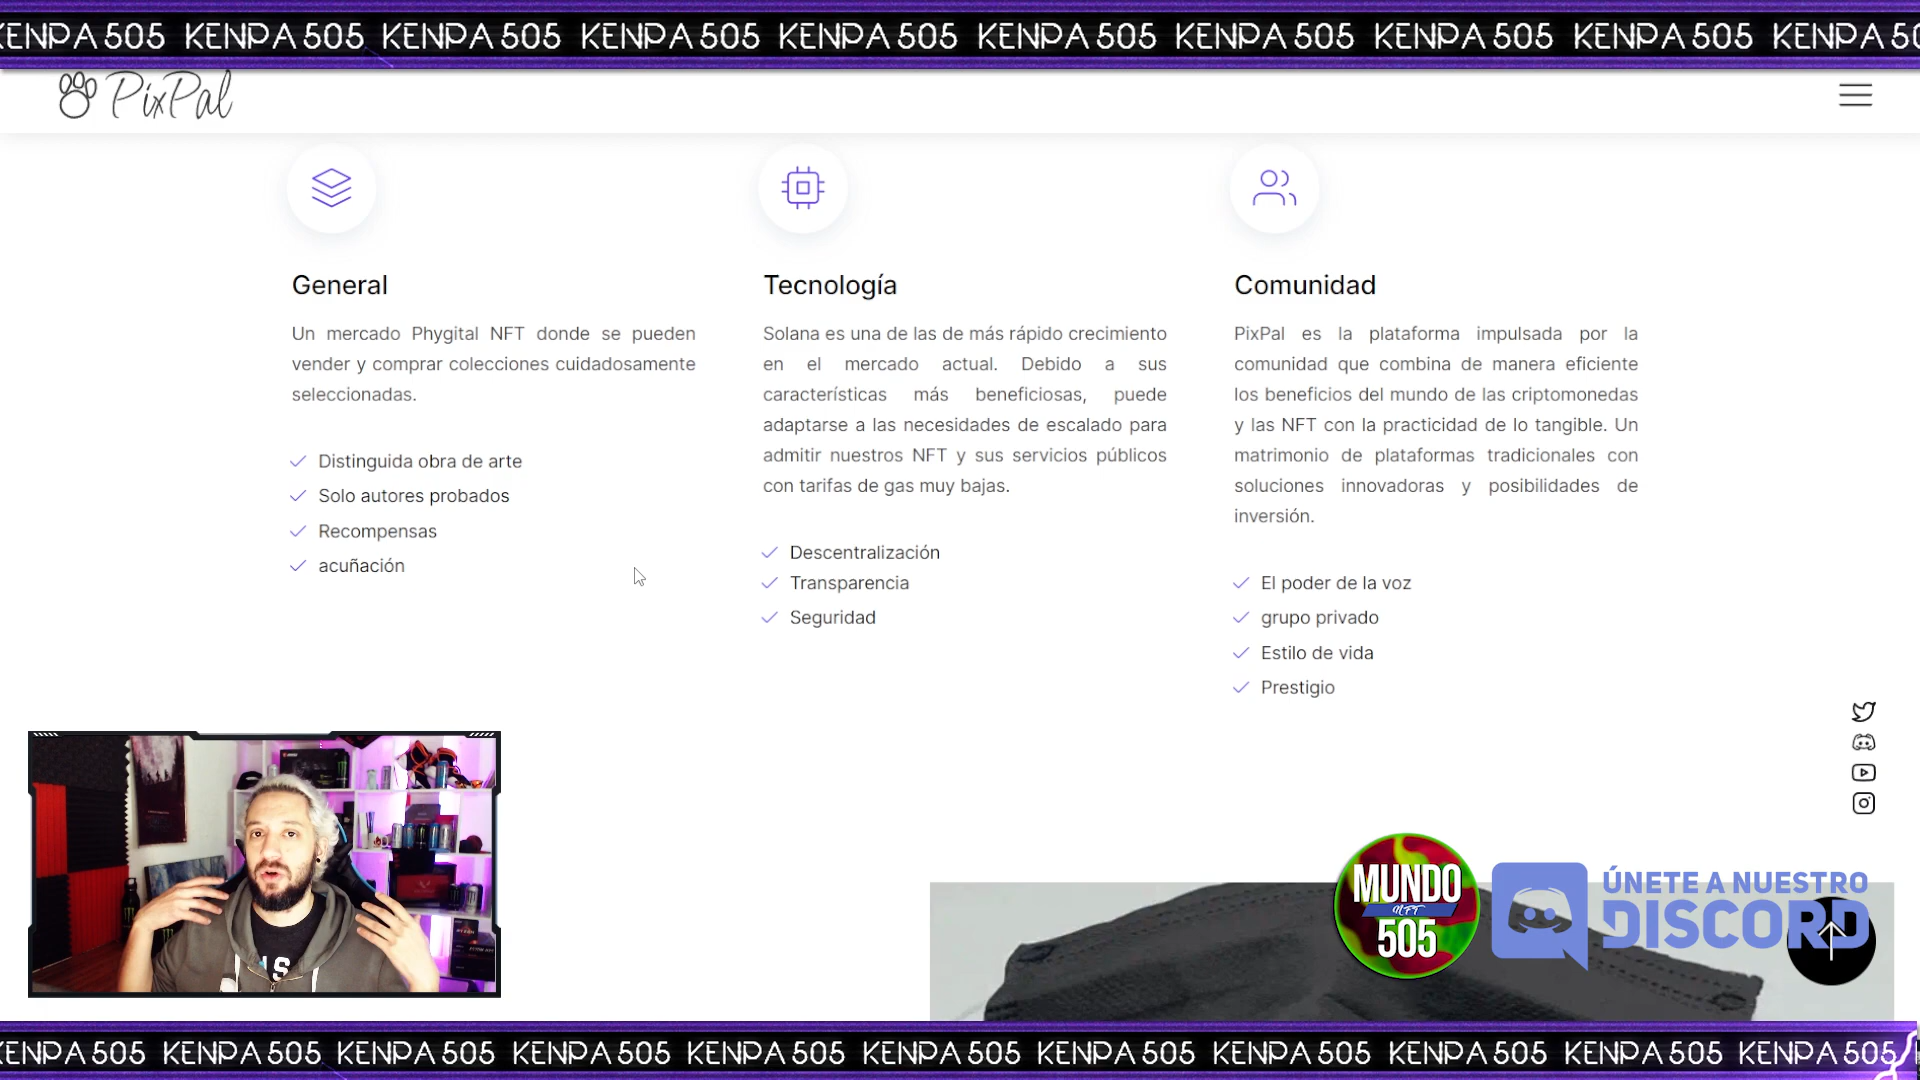 KENPA 505 KENPA 505 KENPA 505 KENPA 505 KENPA 505 KENPA 505 KENPA 505 KENPA 505 KENPA 505
PixPal
General
Un mercado Phygital NFT donde se pueden
vender y comprar colecciones cuidadosamente
seleccionadas.
Distinguida obra de arte
Solo autores probados
Recompensas
acuñación
Tecnología
Solana es una de las de más rápido crecimiento
en el mercado actual. Debido a sus
características más beneficiosas, puede
adaptarse a las necesidades de escalado para
admitir nuestros NFT y sus servicios públicos
con tarifas de gas muy bajas.
Descentralización
Transparencia
Seguridad
Comunidad
PixPal es la plataforma impulsada por la
comunidad que combina de manera eficiente
los beneficios del mundo de las criptomonedas
y las NFT con la practicidad de lo tangible. Un
matrimonio de plataformas tradicionales con
soluciones innovadoras y posibilidades de
inversión.
El poder de la voz
grupo privado
Estilo de vida
Prestigio
MUNDO
NFT
505
ÚNETE A NUESTRO
DISCORD
KENPA 505 KENPA 505 KENPA 505 KENPA 505 KENPA 505 KENPA 505 KENPA 505 KENPA 505 KENPA 505 KENPA 505 KENPA 505